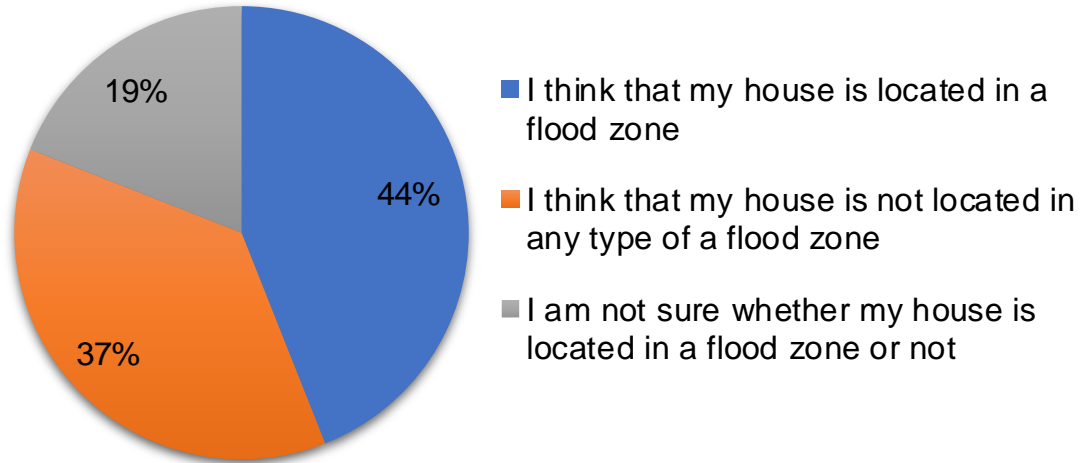 19%
44%
37%
I think that my house is located in a
flood zone
I think that my house is not located in
any type of a flood zone
I am not sure whether my house is
located in a flood zone or not